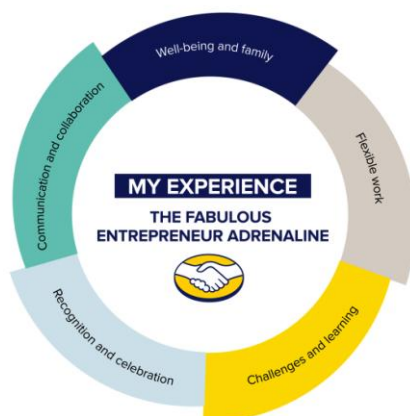 Well-being and family
Flexible work
Challenges and learning
Recognition and celebration
Communication and collaboration
MY EXPERIENCE
THE FABULOUS
ENTREPRENEUR ADRENALINE